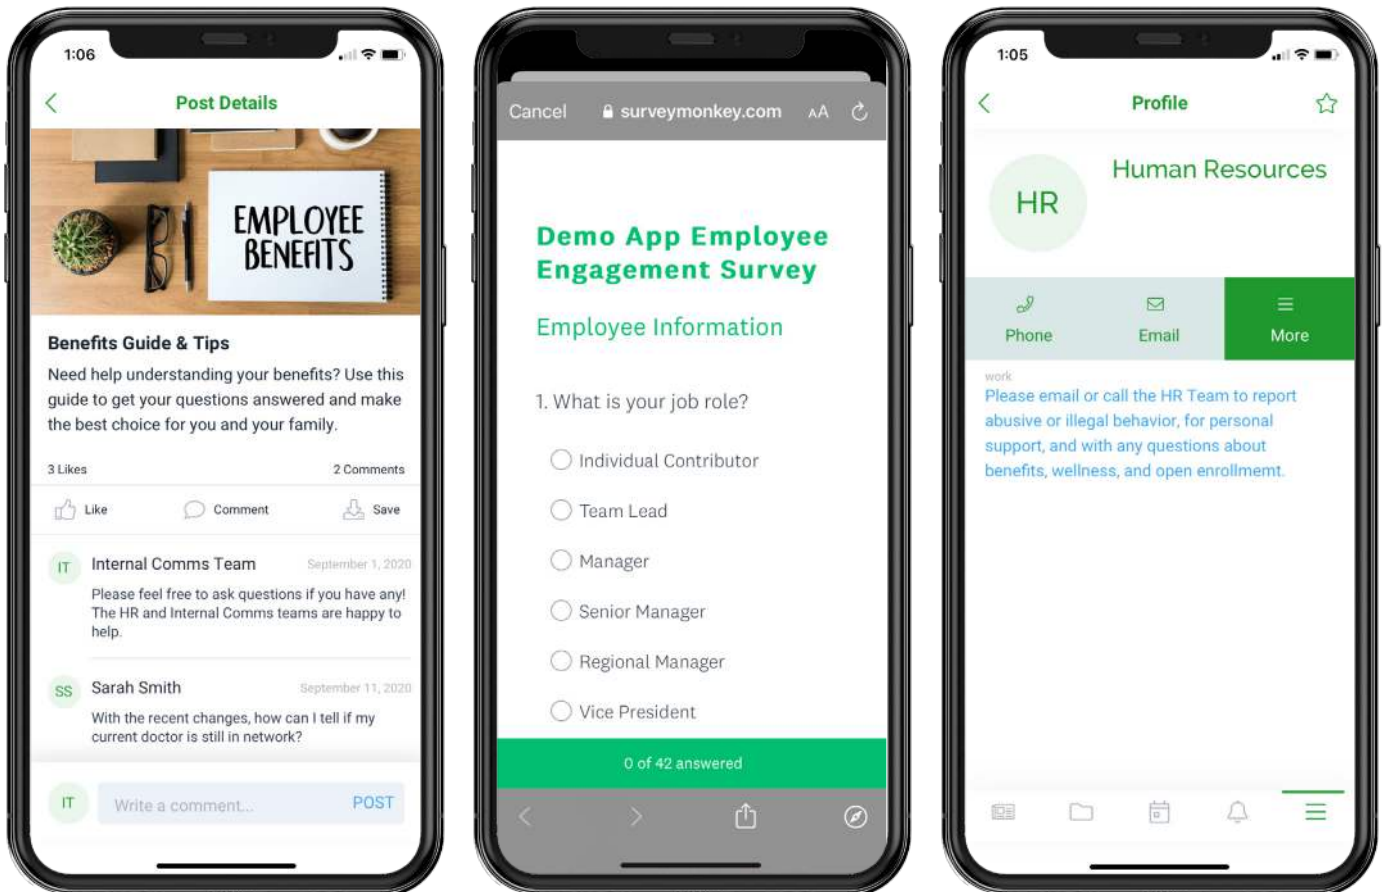 1:06
Post Details
EMPLOYEE
BENEFITS
Benefits Guide & Tips
Need help understanding your benefits? Use this
guide to get your questions answered and make
the best choice for you and your family.
3 Likes
2 Comments
Like
Comment
Save
IT
Internal Comms Team
September 1, 2020
Please feel free to ask questions if you have any!
The HR and Internal Comms teams are happy to
help.
SS
Sarah Smith
September 11, 2020
With the recent changes, how can I tell if my
current doctor is still in network?
IT
Write a comment...
POST
Cancel
surveymonkey.com
AA
Demo App Employee
Engagement Survey
Employee Information
1. What is your job role?
Individual Contributor
Team Lead
Manager
Senior Manager
Regional Manager
Vice President
0 of 42 answered
1:05
Profile
HR
Human Resources
Phone
Email
More
work
Please email or call the HR Team to report
abusive or illegal behavior, for personal
support, and with any questions about
benefits, wellness, and open enrollmemt.